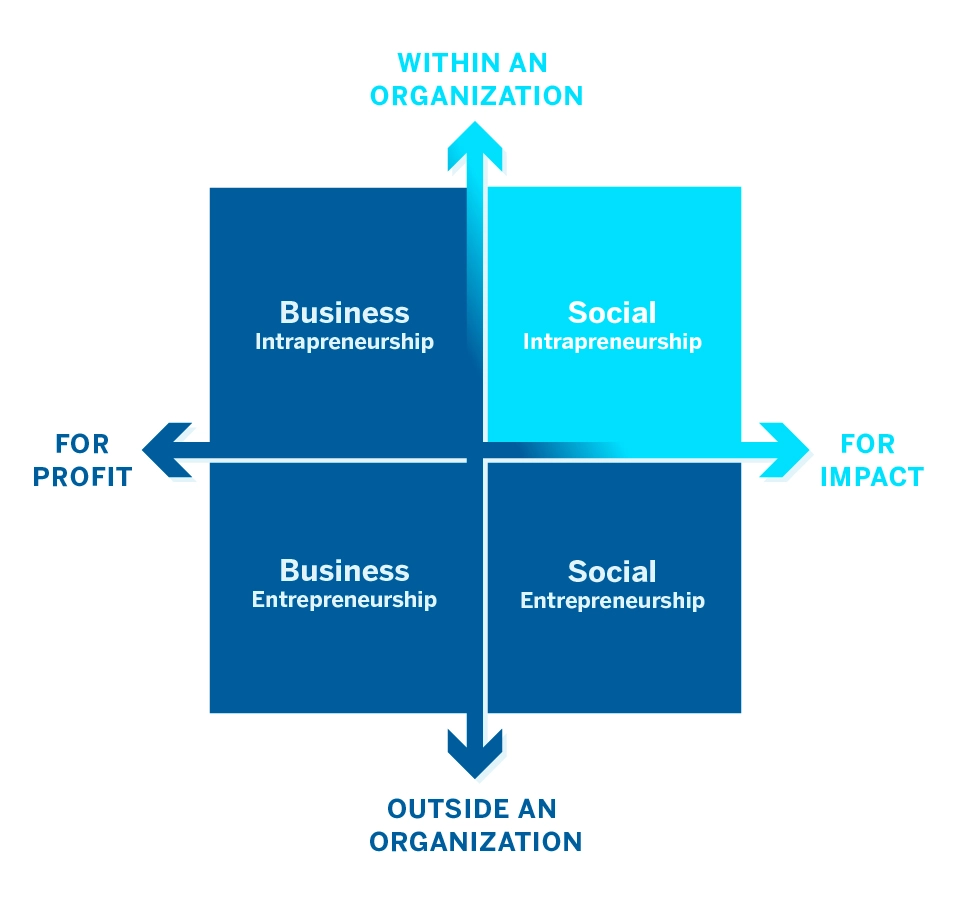 WITHIN AN
ORGANIZATION
Business
Intrapreneurship
Social
Intrapreneurship
FOR
PROFIT
FOR
IMPACT
Business
Entrepreneurship
Social
Entrepreneurship
OUTSIDE AN
ORGANIZATION